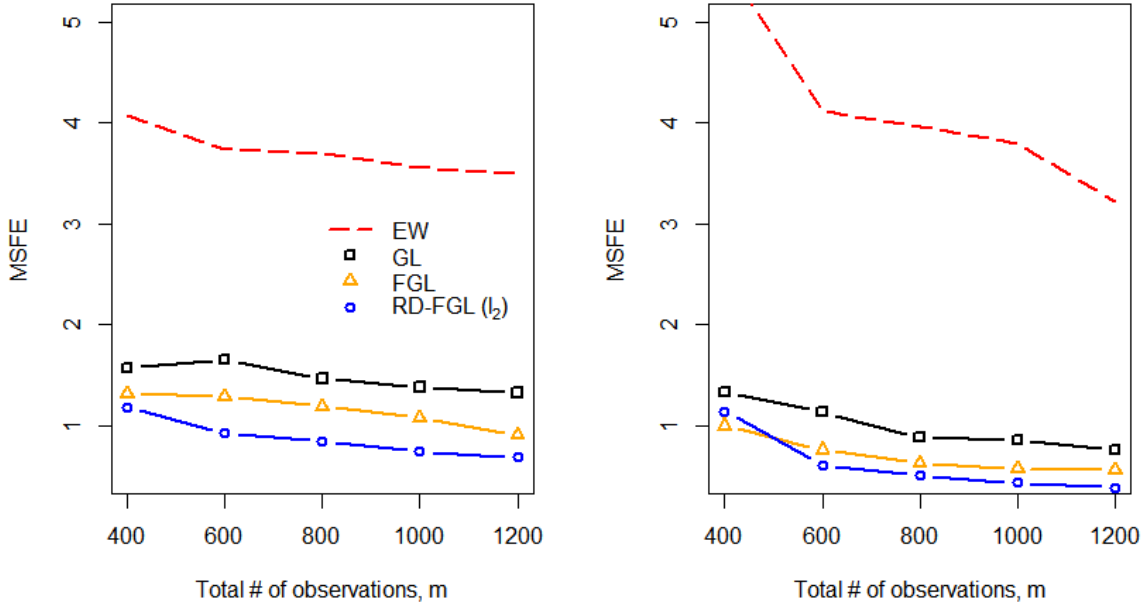 MSFE
5
4
3
2
1
EW
GL
FGL
RD-FGL (l₂)
400 600 800 1000 1200
Total # of observations, m
MSFE
5
4
3
2
1
400 600 800 1000 1200
Total # of observations, m